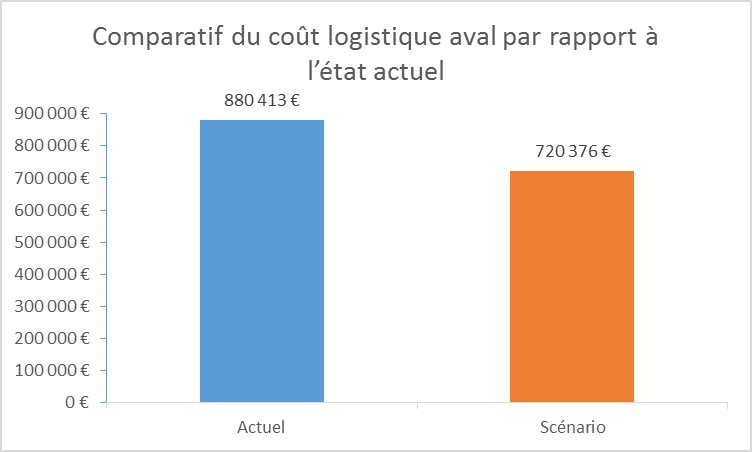 Comparatif du coût logistique aval par rapport à
l’état actuel
880 413 €
720 376 €
900 000 €
800 000 €
700 000 €
600 000 €
500 000 €
400 000 €
300 000 €
200 000 €
100 000 €
0 €
Actuel
Scénario